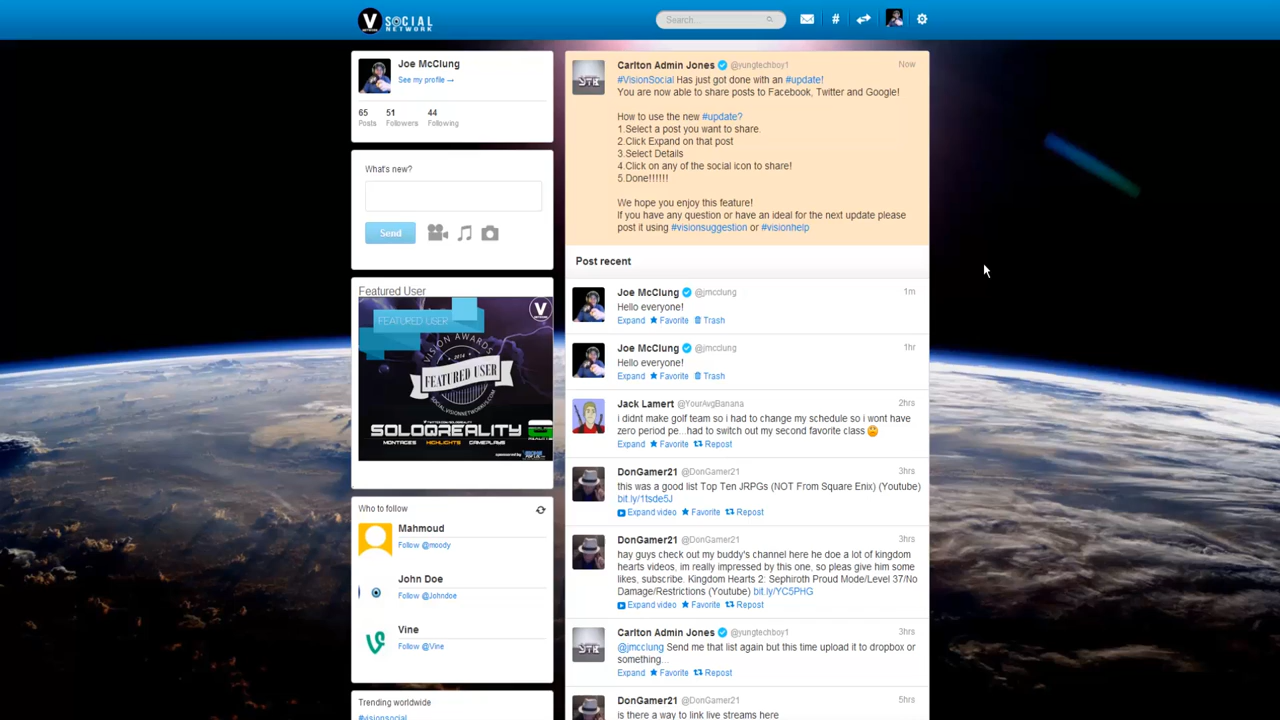 V SOCIAL
NETWORK
Search...
#
Joe McClung
See my profile →
65 51 44
Posts Followers Following
What's new?
Send
Featured User
FEATURED USER
V
VISION AWARDS
2014
FEATURED USER
SOCIAL.VISIONNETWORKUS.COM
SOLOQREALITY
MONTAGES HIGHLIGHTS GAMEPLAYS
Who to follow
Mahmoud
Follow @moody
John Doe
Follow @Johndoe
Vine
Follow @Vine
Trending worldwide
#visionsocial
Carlton Admin Jones @yungtechboy1 Now
#VisionSocial Has just got done with an #update!
You are now able to share posts to Facebook, Twitter and Google!
How to use the new #update?
1.Select a post you want to share.
2.Click Expand on that post
3.Select Details
4.Click on any of the social icon to share!
5.Done!!!!!!
We hope you enjoy this feature!
If you have any question or have an ideal for the next update please
post it using #visionsuggestion or #visionhelp
Post recent
Joe McClung @jmcclung 1m
Hello everyone!
Expand Favorite Trash
Joe McClung @jmcclung 1hr
Hello everyone!
Expand Favorite Trash
Jack Lamert @YourAvgBanana 2hrs
i didnt make golf team so i had to change my schedule so i wont have
zero period pe...had to switch out my second favorite class
Expand Favorite Repost
DonGamer21 @DonGamer21 3hrs
this was a good list Top Ten JRPGs (NOT From Square Enix) (Youtube)
bit.ly/1tsde5J
Expand video Favorite Repost
DonGamer21 @DonGamer21 3hrs
hay guys check out my buddy's channel here he doe a lot of kingdom
hearts videos, im really impressed by this one, so pleas give him some
likes, subscribe. Kingdom Hearts 2: Sephiroth Proud Mode/Level 37/No
Damage/Restrictions (Youtube) bit.ly/YC5PHG
Expand video Favorite Repost
Carlton Admin Jones @yungtechboy1 3hrs
@jmcclung Send me that list again but this time upload it to dropbox or
something...
Expand Favorite Repost
DonGamer21 @DonGamer21 5hrs
is there a way to link live streams here